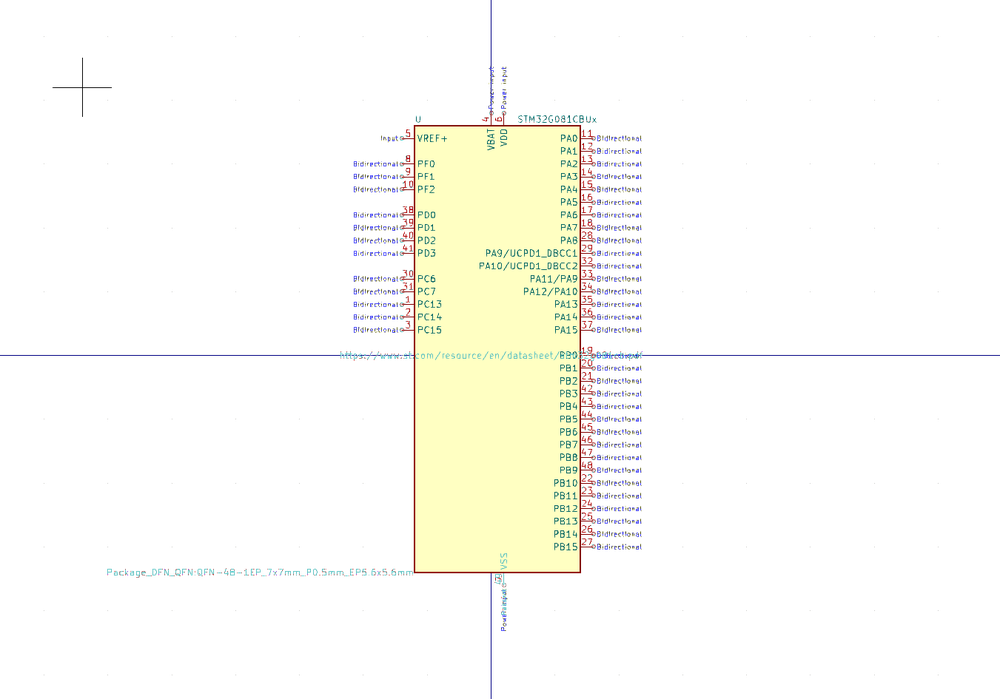 Power input Power input
4 6
U STM32G081CBUx
VBAT VDD
Input 5 VREF+ PA0 11 Bidirectional
PA1 12 Bidirectional
Bidirectional 8 PF0 PA2 13 Bidirectional
Bidirectional 9 PF1 PA3 14 Bidirectional
Bidirectional 10 PF2 PA4 15 Bidirectional
PA5 16 Bidirectional
Bidirectional 38 PD0 PA6 17 Bidirectional
Bidirectional 39 PD1 PA7 18 Bidirectional
Bidirectional 40 PD2 PA8 28 Bidirectional
Bidirectional 41 PD3 PA9/UCPD1_DBCC1 29 Bidirectional
PA10/UCPD1_DBCC2 32 Bidirectional
Bidirectional 30 PC6 PA11/PA9 33 Bidirectional
Bidirectional 31 PC7 PA12/PA10 34 Bidirectional
Bidirectional 1 PC13 PA13 35 Bidirectional
Bidirectional 2 PC14 PA14 36 Bidirectional
Bidirectional 3 PC15 PA15 37 Bidirectional
https://www.st.com/resource/en/datasheet/ PB0 19
PB1 20 Bidirectional
PB2 21 Bidirectional
PB3 42 Bidirectional
PB4 43 Bidirectional
PB5 44 Bidirectional
PB6 45 Bidirectional
PB7 46 Bidirectional
PB8 47 Bidirectional
PB9 48 Bidirectional
PB10 22 Bidirectional
PB11 23 Bidirectional
PB12 24 Bidirectional
PB13 25 Bidirectional
PB14 26 Bidirectional
PB15 27 Bidirectional
VSS
Package_DFN_QFN:QFN-48-1EP_7x7mm_P0.5mm_EP5.6x5.6mm